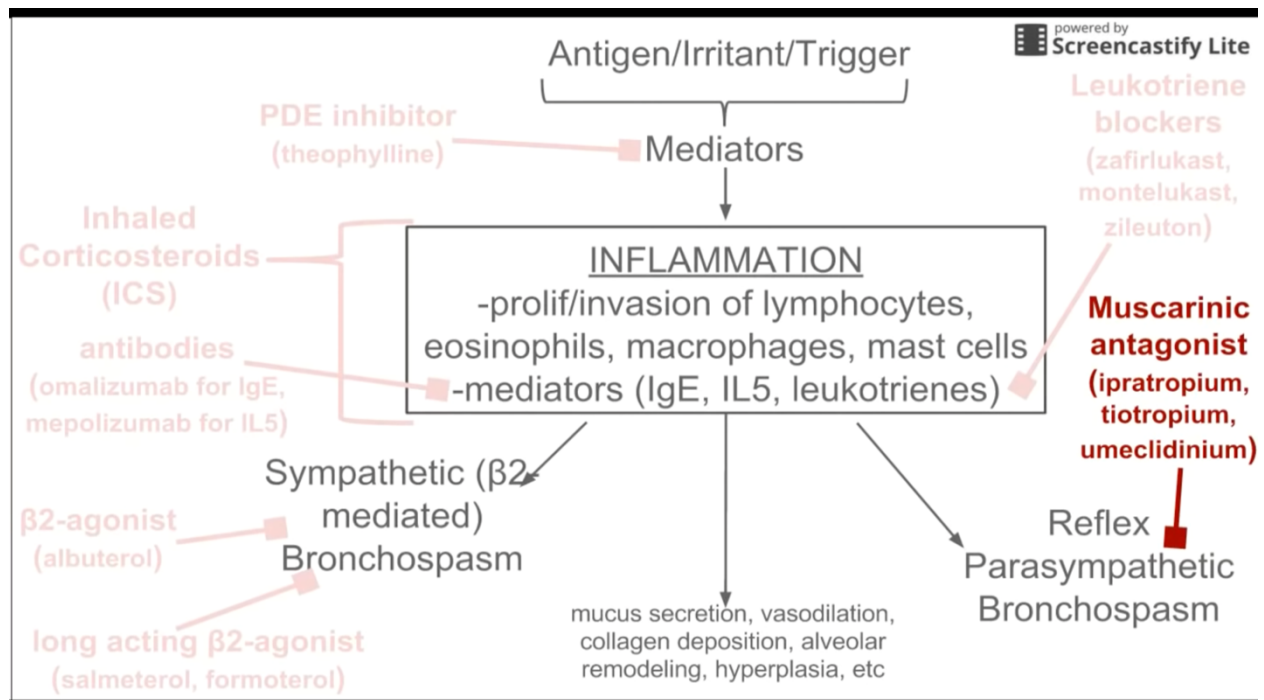 powered by
Screencastify Lite
Antigen/Irritant/Trigger
Leukotriene
blockers
(zafirlukast,
montelukast,
zileuton)
PDE inhibitor
(theophylline)
Mediators
Inhaled
Corticosteroids
(ICS)
INFLAMMATION
-prolif/invasion of lymphocytes,
eosinophils, macrophages, mast cells
-mediators (IgE, IL5, leukotrienes)
Muscarinic
antagonist
(ipratropium,
tiotropium,
umeclidinium)
antibodies
(omalizumab for IgE,
mepolizumab for IL5)
Sympathetic (β2-
mediated)
Bronchospasm
β2-agonist
(albuterol)
Reflex
Parasympathetic
Bronchospasm
mucus secretion, vasodilation,
collagen deposition, alveolar
remodeling, hyperplasia, etc
long acting β2-agonist
(salmeterol, formoterol)